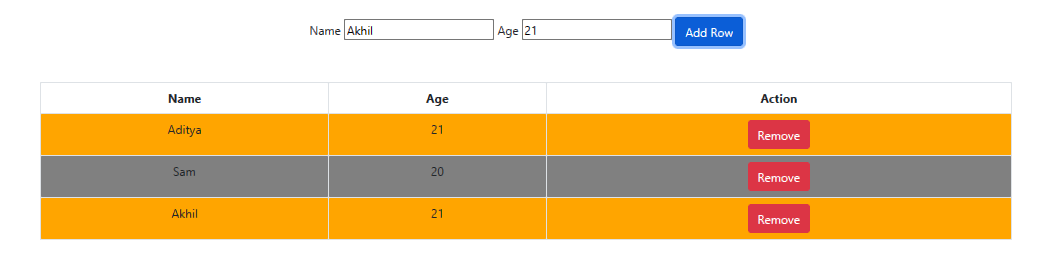 Name Akhil Age 21 Add Row
Name Age Action
Aditya 21 Remove
Sam 20 Remove
Akhil 21 Remove